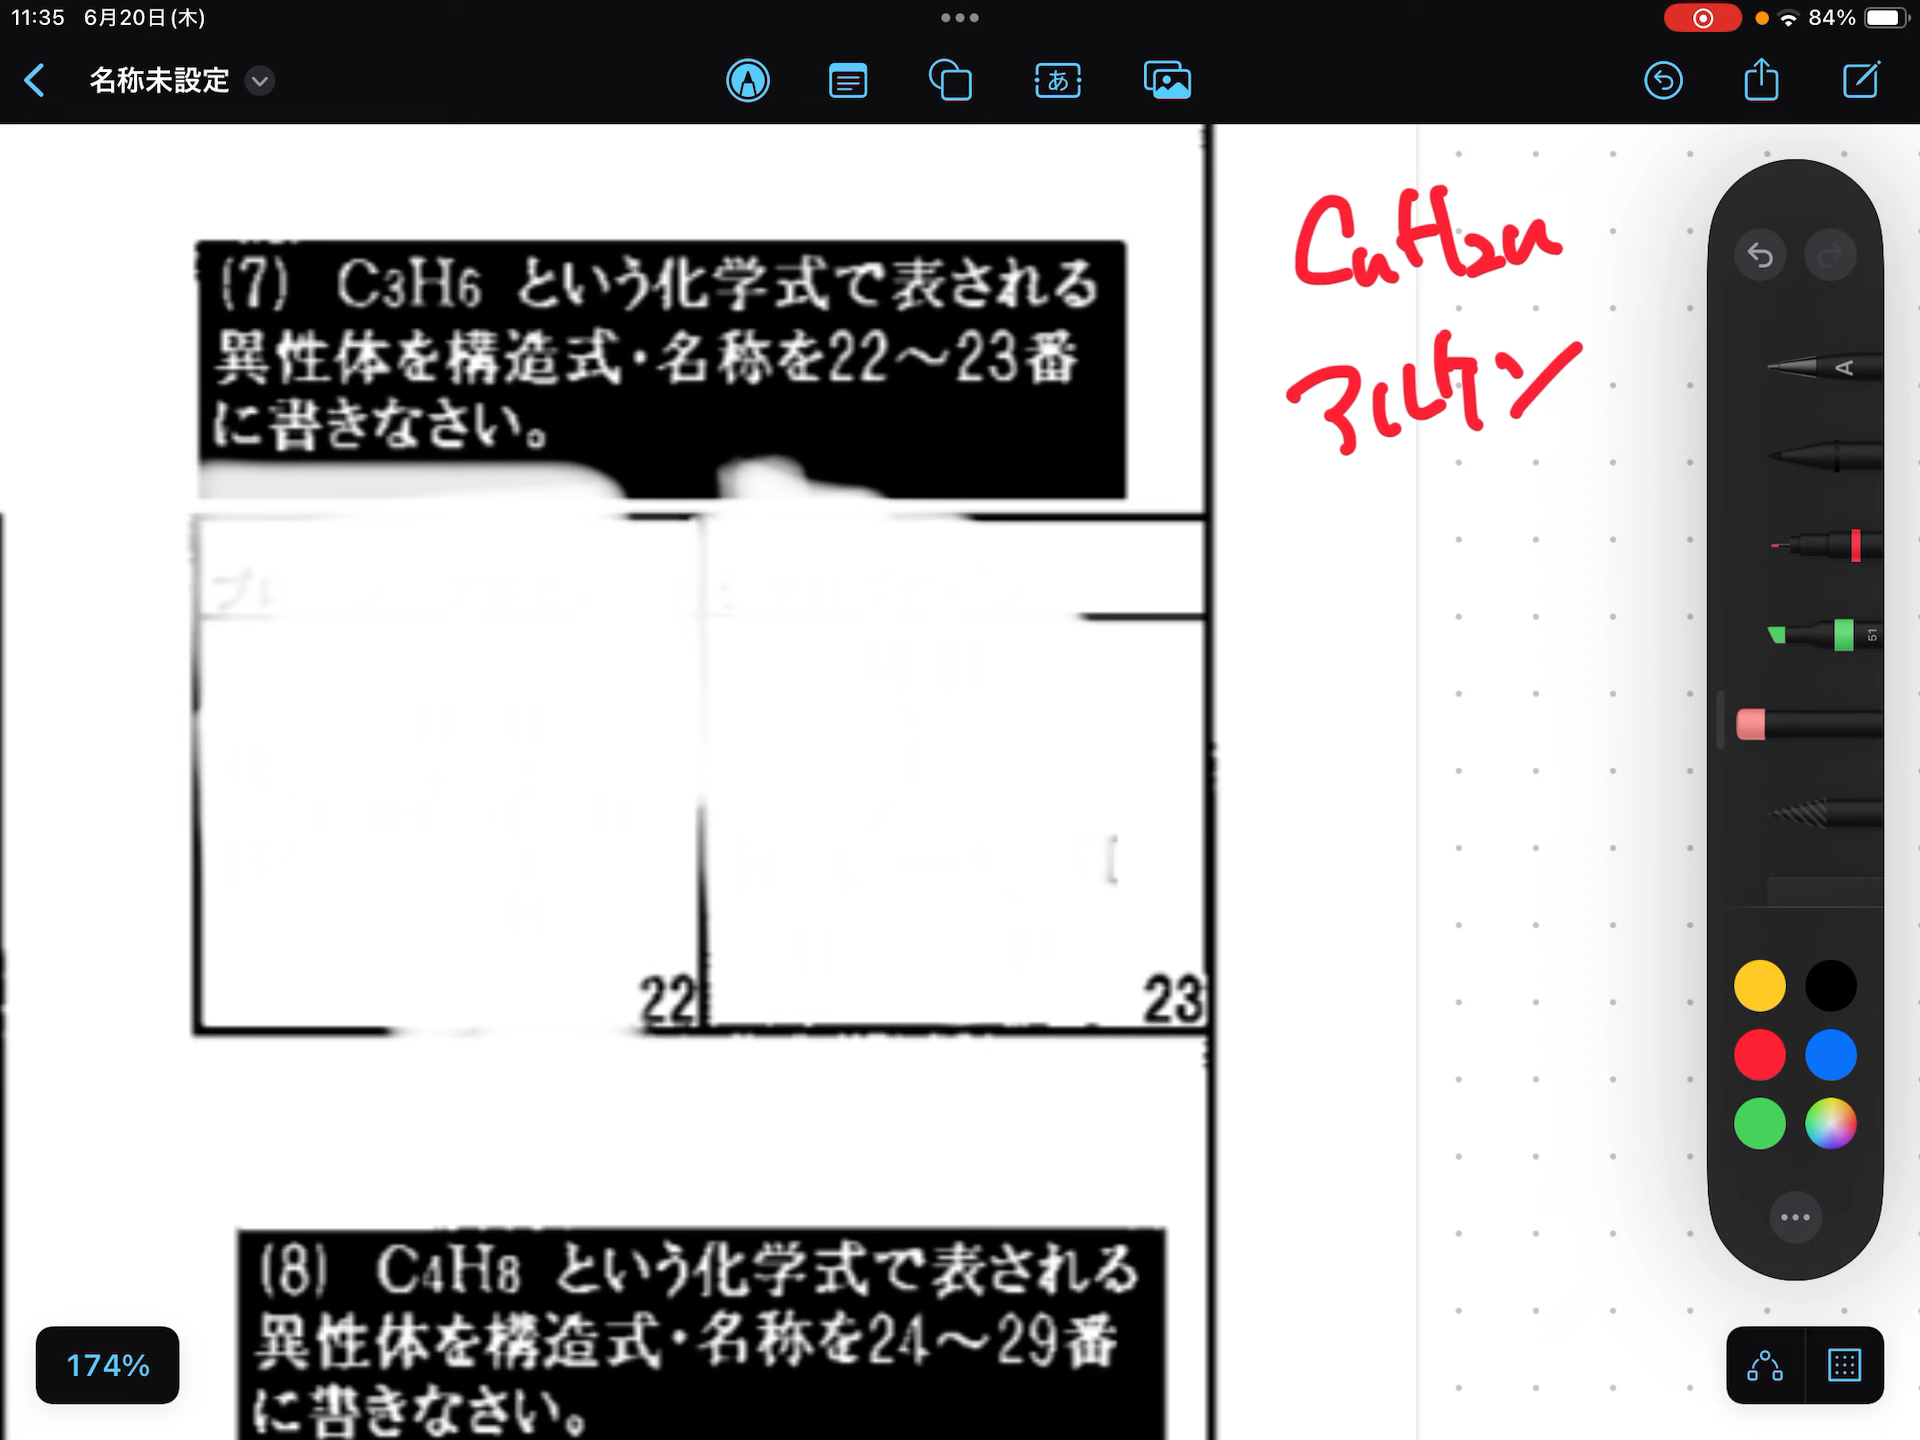 11:35 6月20日(木)
84%
名称未設定
あ
(7) C3H6 という化学式で表される
異性体を構造式・名称を22～23番
に書きなさい。
CnH2n
アルケン
A
51
22
23
(8) C4H8 という化学式で表される
異性体を構造式・名称を24～29番
に書きなさい。
174%